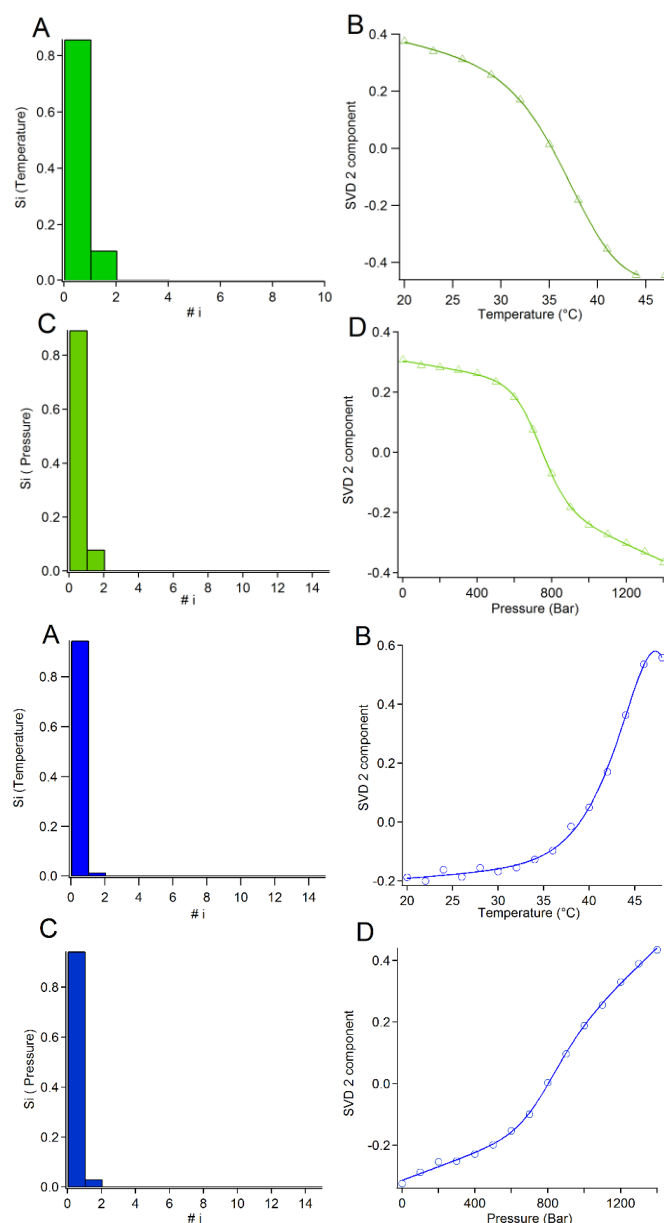 A
Si (Temperature)
0.8
0.6
0.4
0.2
0.0
0 2 4 6 8 10
# i
B
SVD 2 component
0.4
0.2
0.0
-0.2
-0.4
20 25 30 35 40 45
Temperature (°C)
C
Si ( Pressure)
0.8
0.6
0.4
0.2
0.0
0 2 4 6 8 10 12 14
# i
D
SVD 2 component
0.4
0.2
0.0
-0.2
-0.4
0 400 800 1200
Pressure (Bar)
A
Si (Temperature)
0.8
0.6
0.4
0.2
0.0
0 2 4 6 8 10 12 14
# i
B
SVD 2 component
0.6
0.4
0.2
0.0
-0.2
20 25 30 35 40 45
Temperature (°C)
C
Si ( Pressure)
0.8
0.6
0.4
0.2
0.0
0 2 4 6 8 10 12 14
# i
D
SVD 2 component
0.4
0.2
0.0
-0.2
0 400 800 1200
Pressure (Bar)